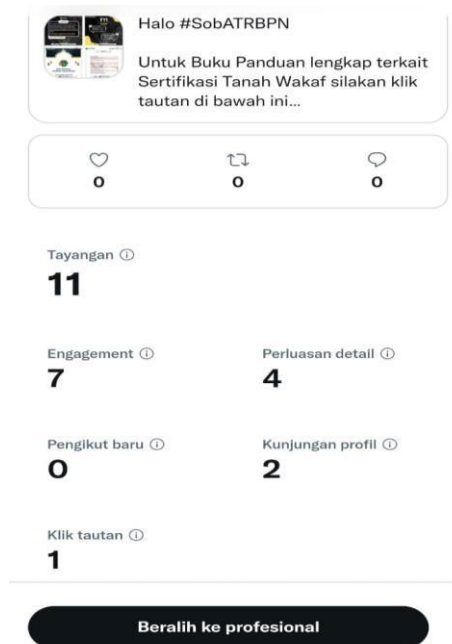 Halo #SobATRBPN
Untuk Buku Panduan lengkap terkait
Sertifikasi Tanah Wakaf silakan klik
tautan di bawah ini...
0
0
0
Tayangan
11
Engagement
7
Perluasan detail
4
Pengikut baru
0
Kunjungan profil
2
Klik tautan
1
Beralih ke profesional